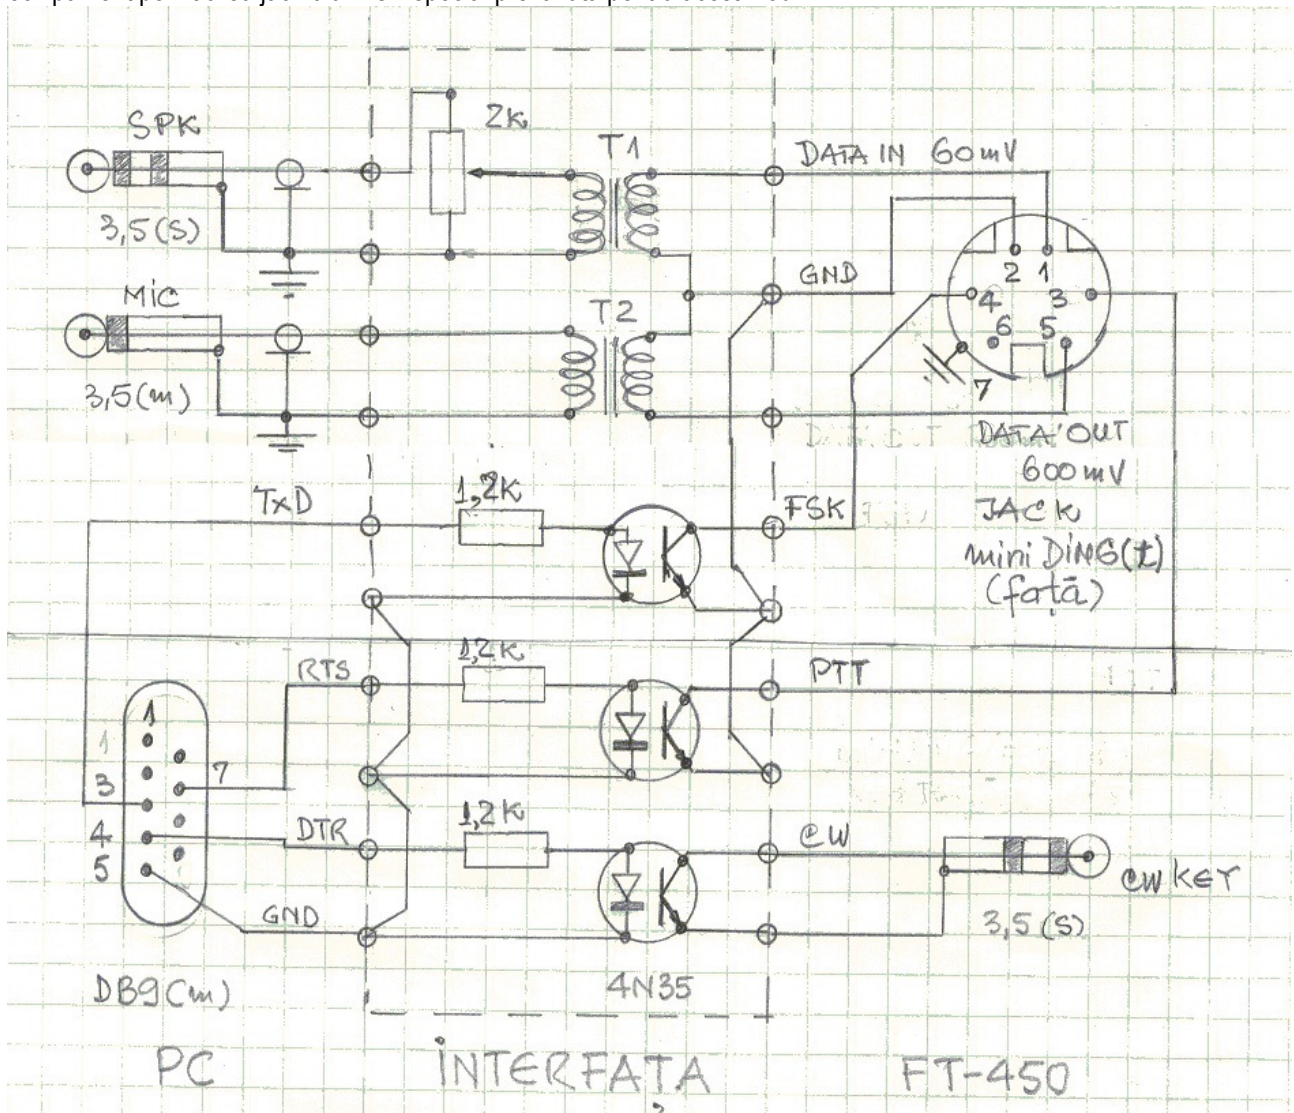 SPK
3,5(S)
MIC
3,5(m)
2K
T1
T2
DATA IN 60mV
GND
2 1
4 3
6 5
7
DATA OUT
600mV
JACK
mini DIN6(t)
(față)
TxD
1,2K
FSK
RTS
1,2K
PTT
1
1
3
4
5
7
DTR
1,2K
CW
GND
CW KEY
3,5(S)
4N35
DB9(m)
PC
INTERFAȚA
FT-450